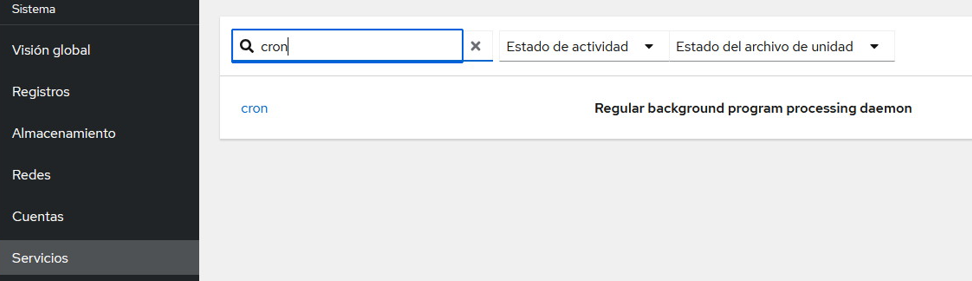 Sistema
Visión global
Registros
Almacenamiento
Redes
Cuentas
Servicios
cron
Estado de actividad
Estado del archivo de unidad
cron
Regular background program processing daemon